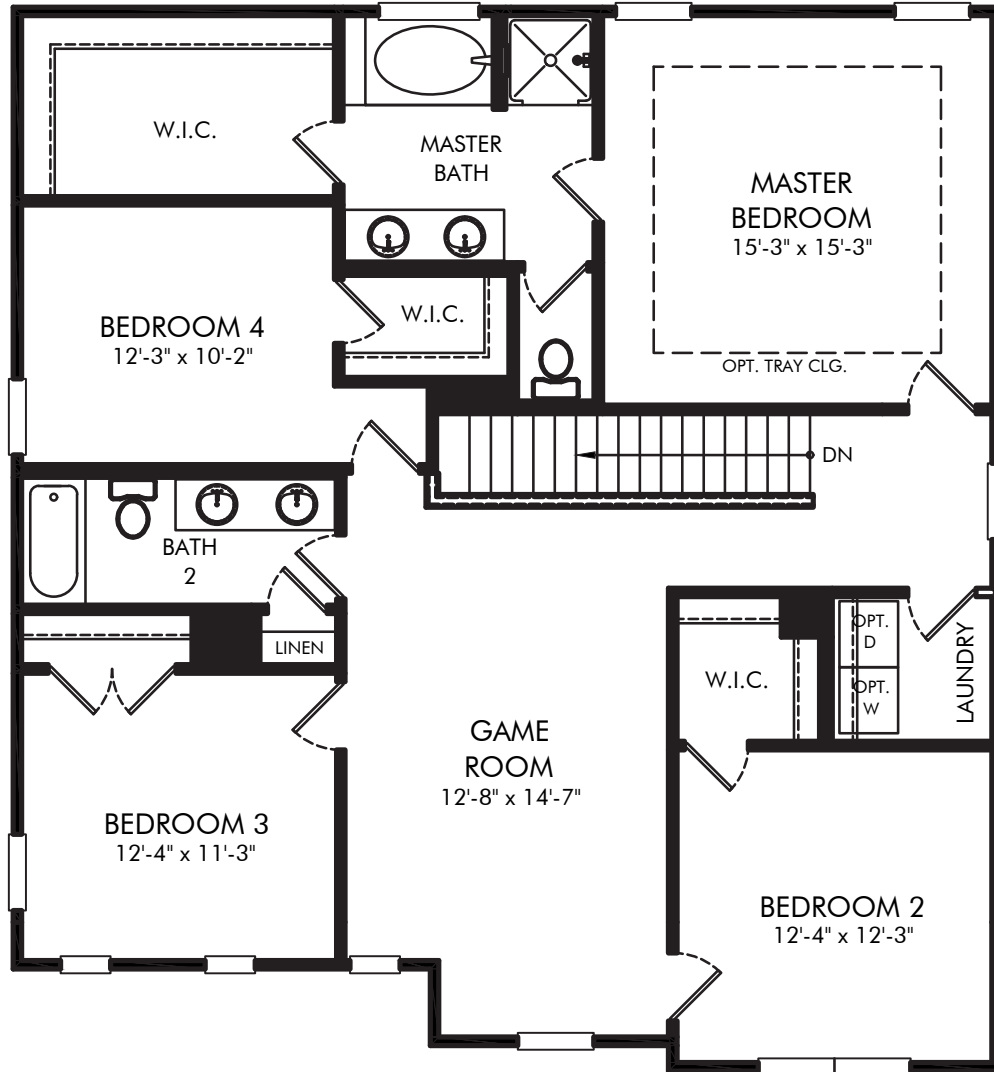 W.I.C.
MASTER
BATH
MASTER
BEDROOM
15'-3" x 15'-3"
OPT. TRAY CLG.
BEDROOM 4
12'-3" x 10'-2"
W.I.C.
DN
BATH
2
LINEN
OPT.
D
OPT.
W
LAUNDRY
W.I.C.
GAME
ROOM
12'-8" x 14'-7"
BEDROOM 3
12'-4" x 11'-3"
BEDROOM 2
12'-4" x 12'-3"